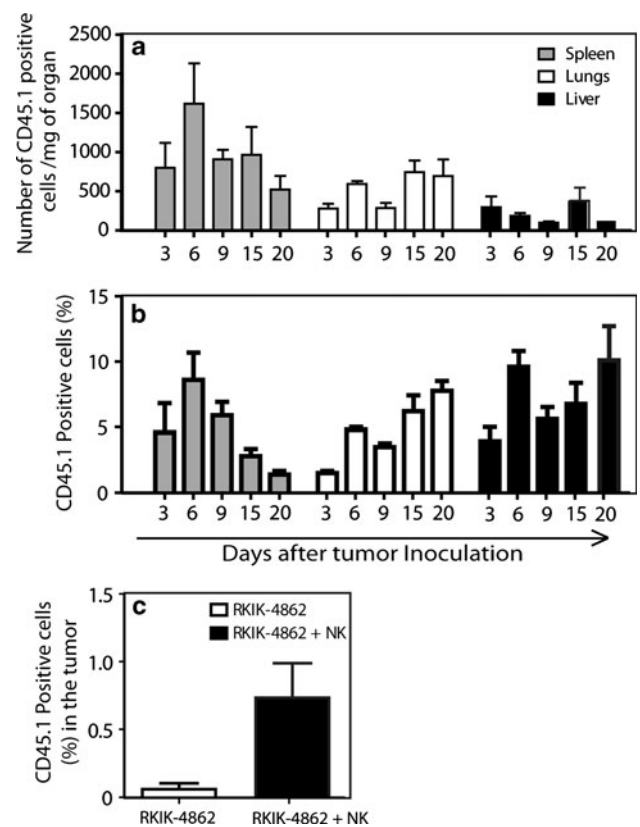 a
Number of CD45.1 positive
cells /mg of organ
2500
2000
1500
1000
500
0
Spleen
Lungs
Liver
3 6 9 15 20 3 6 9 15 20 3 6 9 15 20
b
CD45.1 Positive cells (%)
15
10
5
0
3 6 9 15 20 3 6 9 15 20 3 6 9 15 20
Days after tumor Inoculation
c
CD45.1 Positive cells
(%) in the tumor
1.5
1.0
0.5
0
RKIK-4862
RKIK-4862 + NK
RKIK-4862 RKIK-4862 + NK